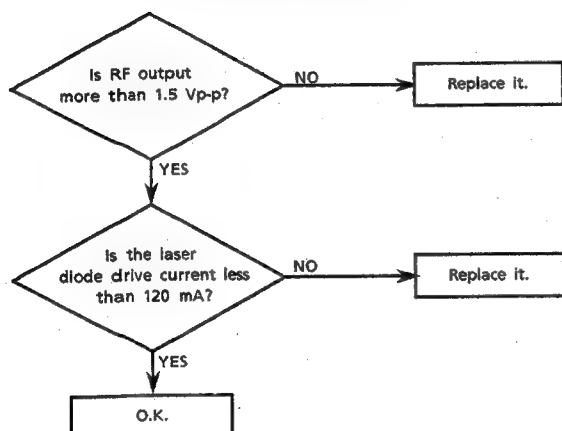 Is RF output
more than 1.5 Vp-p?
NO
Replace it.
YES
Is the laser
diode drive current less
than 120 mA?
NO
Replace it.
YES
O.K.